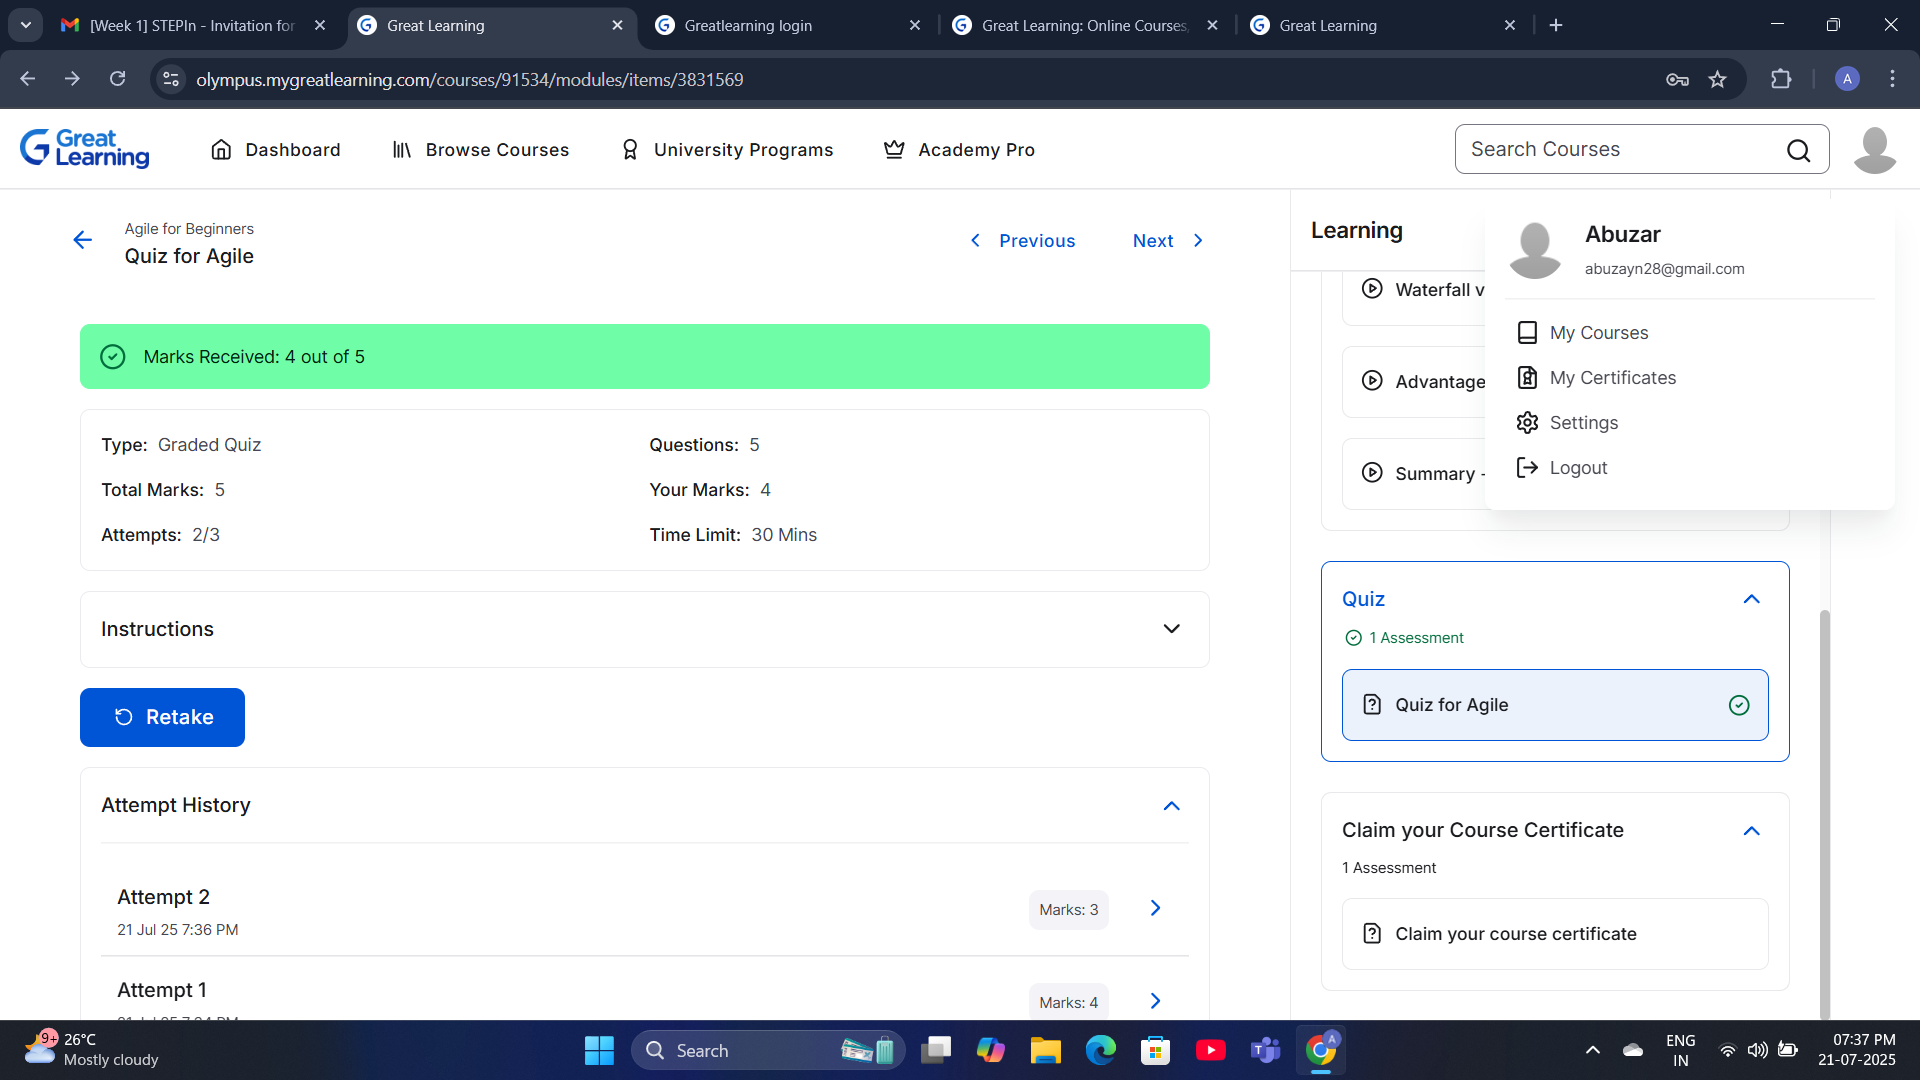 [Week 1] STEPIn - Invitation for
Great Learning
Greatlearning login
Great Learning: Online Courses,
Great Learning
olympus.mygreatlearning.com/courses/91534/modules/items/3831569
A
Great Learning
Dashboard
Browse Courses
University Programs
Academy Pro
Search Courses
Agile for Beginners
Quiz for Agile
Previous
Next
Marks Received: 4 out of 5
Type: Graded Quiz
Questions: 5
Total Marks: 5
Your Marks: 4
Attempts: 2/3
Time Limit: 30 Mins
Instructions
Retake
Attempt History
Attempt 2
21 Jul 25 7:36 PM
Marks: 3
Attempt 1
Marks: 4
Learning
Waterfall v
Advantage
Summary -
Abuzar
abuzayn28@gmail.com
My Courses
My Certificates
Settings
Logout
Quiz
1 Assessment
Quiz for Agile
Claim your Course Certificate
1 Assessment
Claim your course certificate
9+
26°C
Mostly cloudy
Search
A
ENG
IN
07:37 PM
21-07-2025